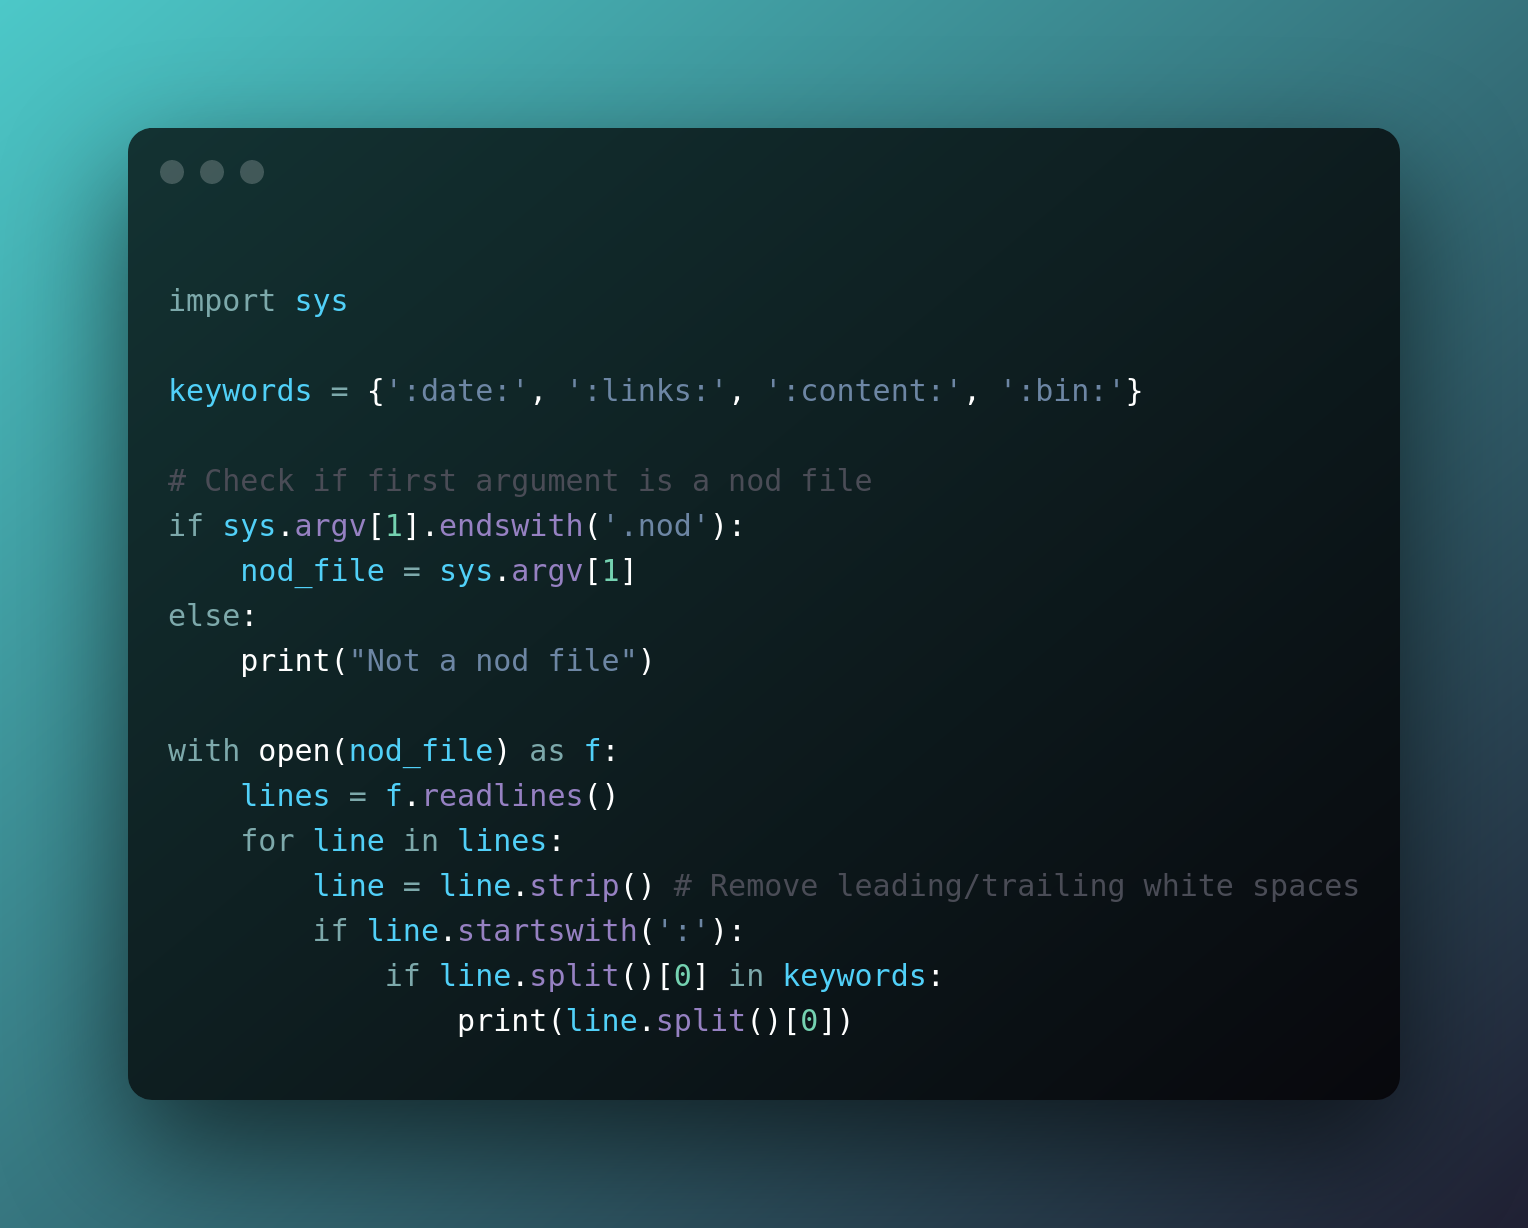 import sys

keywords = {':date:', ':links:', ':content:', ':bin:'}

# Check if first argument is a nod file
if sys.argv[1].endswith('.nod'):
    nod_file = sys.argv[1]
else:
    print("Not a nod file")

with open(nod_file) as f:
    lines = f.readlines()
    for line in lines:
        line = line.strip() # Remove leading/trailing white spaces
        if line.startswith(':'):
            if line.split()[0] in keywords:
                print(line.split()[0])